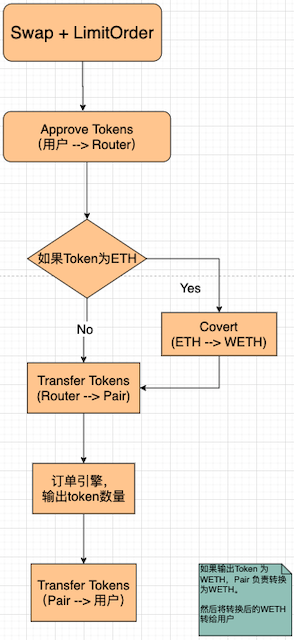 Swap + LimitOrder
Approve Tokens
(用户 --> Router)
如果Token为ETH
Yes
No
Covert
(ETH --> WETH)
Transfer Tokens
(Router --> Pair)
订单引擎，
输出token数量
Transfer Tokens
(Pair --> 用户)
如果输出Token 为
WETH，Pair 负责转换
为WETH。
然后将转换后的WETH
转给用户